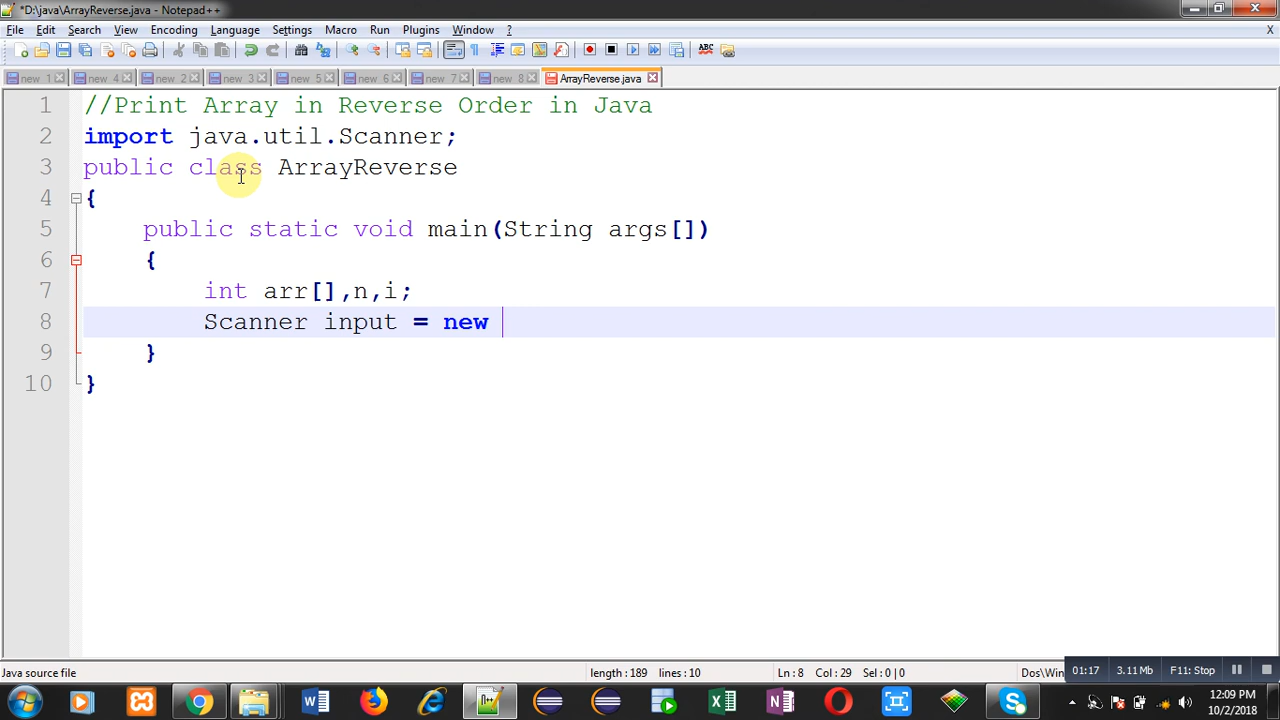 *D:\java\ArrayReverse.java - Notepad++
File Edit Search View Encoding Language Settings Macro Run Plugins Window ? X
new 1 new 4 new 2 new 3 new 5 new 6 new 7 new 8 ArrayReverse.java
1 //Print Array in Reverse Order in Java
2 import java.util.Scanner;
3 public class ArrayReverse
4 {
5 public static void main(String args[])
6 {
7 int arr[],n,i;
8 Scanner input = new
9 }
10 }
Java source file length : 189 lines : 10 Ln : 8 Col : 29 Sel : 0 | 0 Dos\Win 01:17 3.11 Mb F11: Stop
12:09 PM
10/2/2018